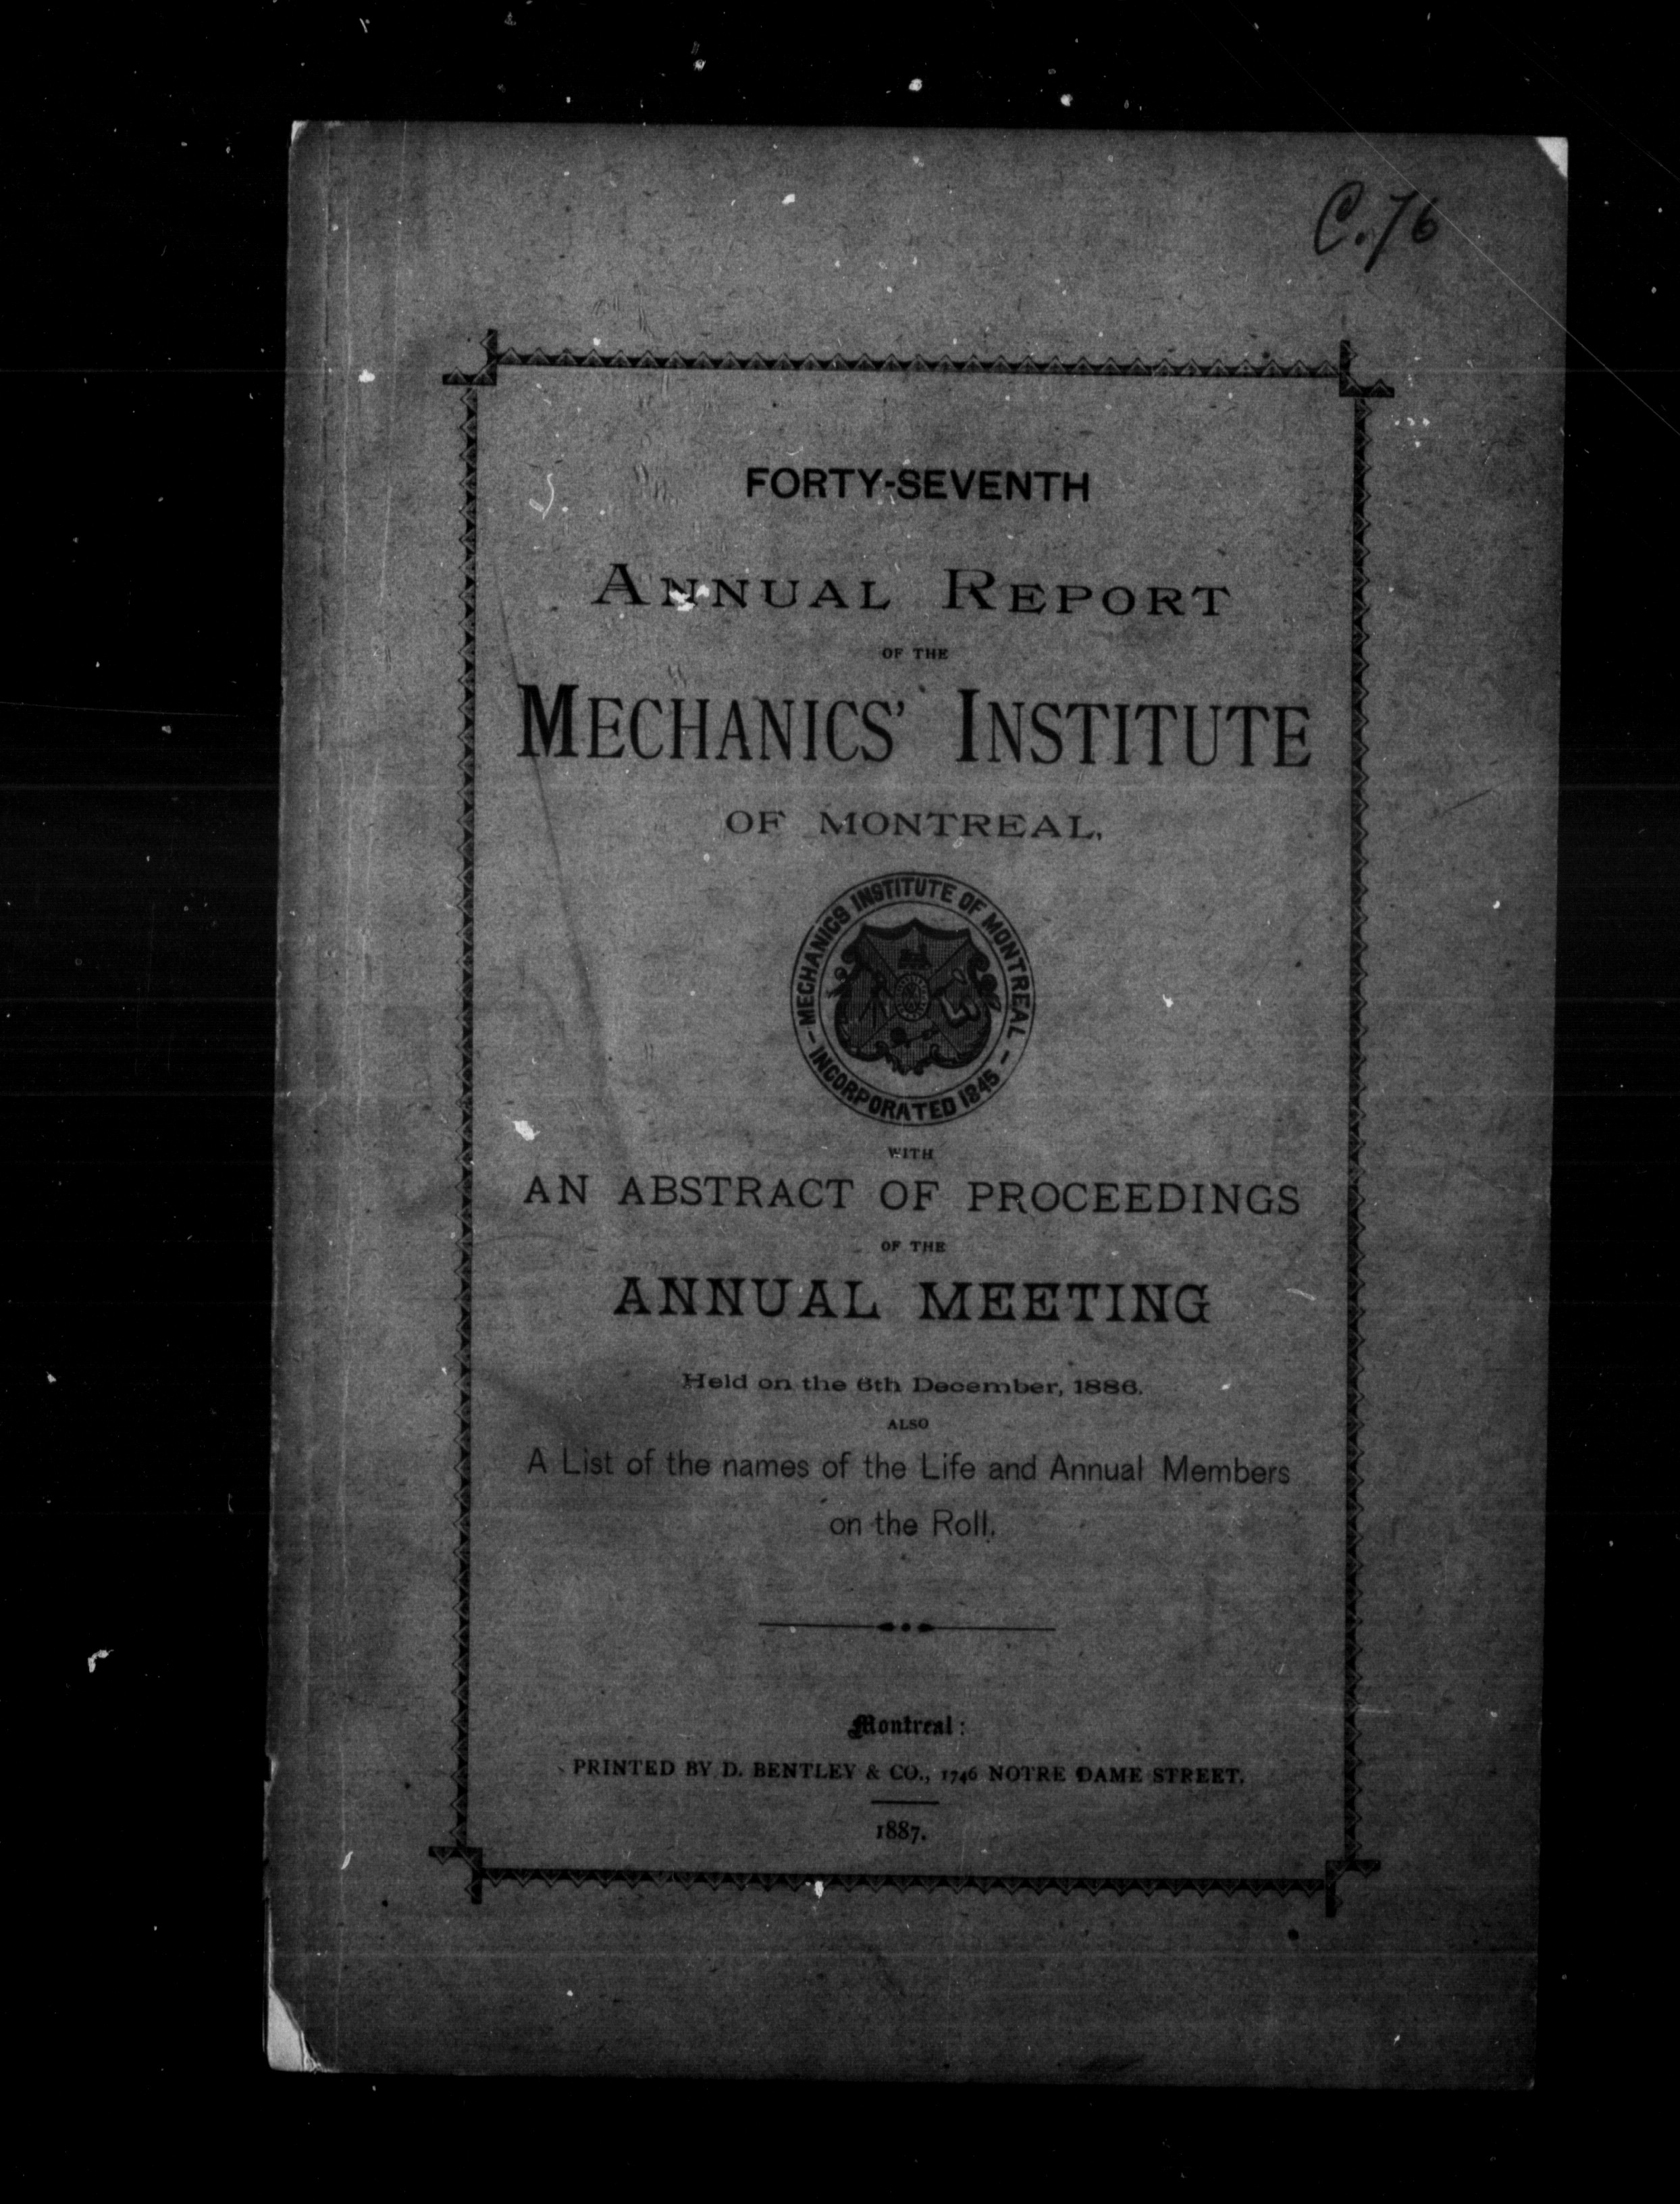 C.76
FORTY-SEVENTH
ANNUAL REPORT
OF THE
MECHANICS' INSTITUTE
OF MONTREAL,
MECHANICS INSTITUTE OF MONTREAL
INCORPORATED 1845
WITH
AN ABSTRACT OF PROCEEDINGS
OF THE
ANNUAL MEETING
Held on the 6th December, 1886.
ALSO
A List of the names of the Life and Annual Members
on the Roll.
Montreal:
PRINTED BY D. BENTLEY & CO., 1746 NOTRE DAME STREET.
1887.